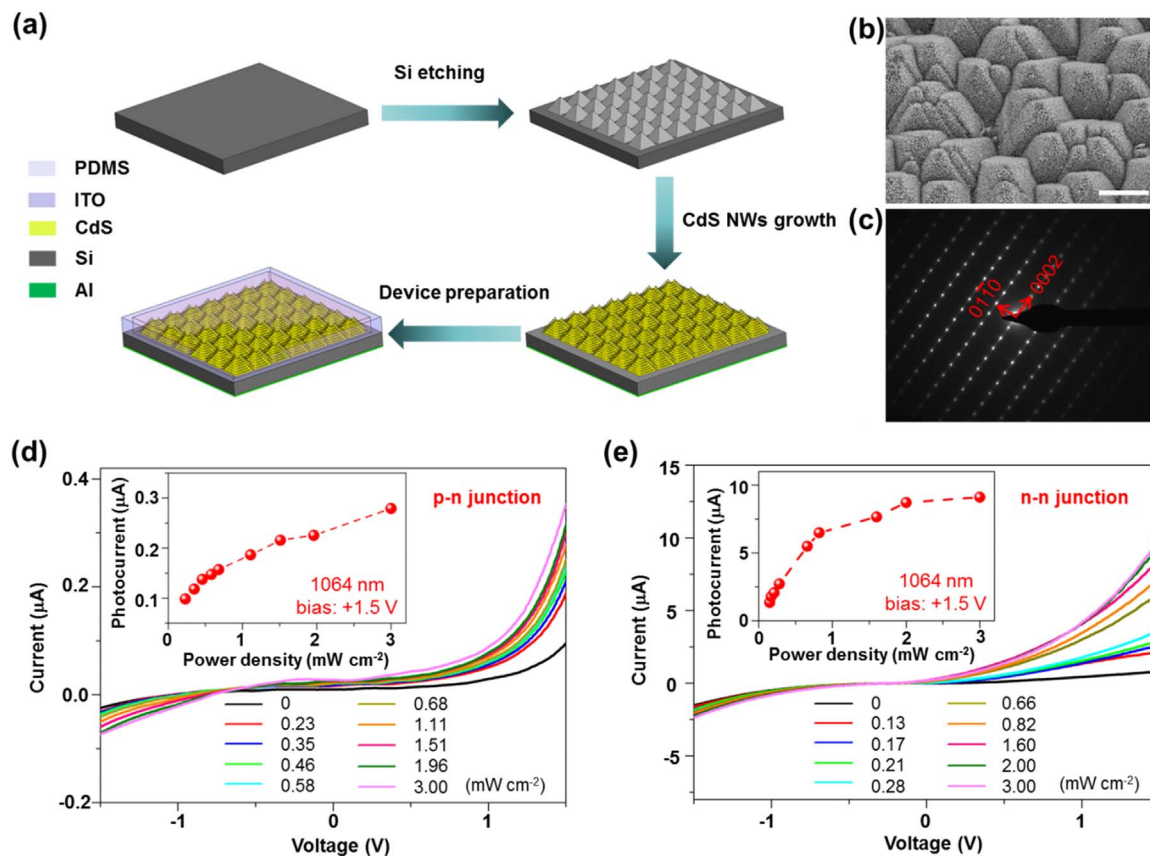 (a)
Si etching
PDMS
ITO
CdS
Si
Al
CdS NWs growth
Device preparation
(b)
(c)
011̅0
0002
(d)
0.4
0.2
0.0
-0.2
Current (μA)
-1
0
1
Voltage (V)
p-n junction
Photocurrent (μA)
0.3
0.2
0.1
0
1
2
3
Power density (mW cm⁻²)
1064 nm
bias: +1.5 V
0
0.23
0.35
0.46
0.58
0.68
1.11
1.51
1.96
3.00
(mW cm⁻²)
(e)
15
10
5
0
-5
Current (μA)
-1
0
1
Voltage (V)
n-n junction
Photocurrent (μA)
10
5
0
0
1
2
3
Power density (mW cm⁻²)
1064 nm
bias: +1.5 V
0
0.13
0.17
0.21
0.28
0.66
0.82
1.60
2.00
3.00
(mW cm⁻²)